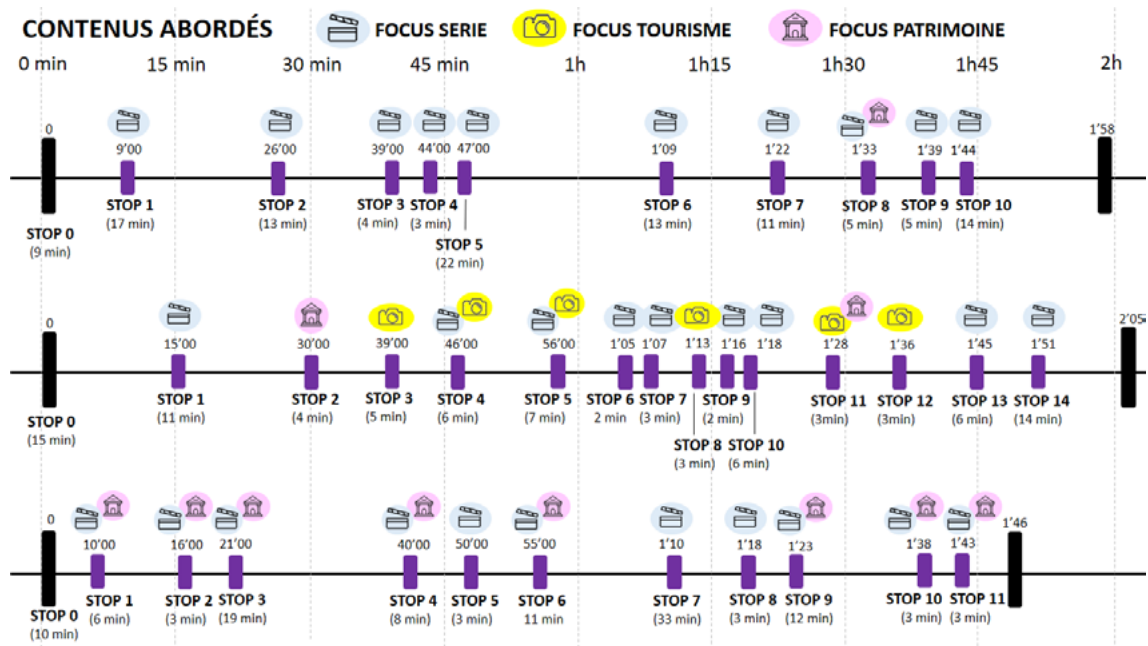 CONTENUS ABORDÉS FOCUS SERIE FOCUS TOURISME FOCUS PATRIMOINE
0 min 15 min 30 min 45 min 1h 1h15 1h30 1h45 2h
0 9’00 26’00 39’00 44’00 47’00 1’09 1’22 1’33 1’39 1’44 1’58
STOP 1 STOP 2 STOP 3 STOP 4 STOP 6 STOP 7 STOP 8 STOP 9 STOP 10
(17 min) (13 min) (4 min) (3 min) (13 min) (11 min) (5 min) (5 min) (14 min)
STOP 0 STOP 5
(9 min) (22 min)
0 15’00 30’00 39’00 46’00 56’00 1’05 1’07 1’13 1’16 1’18 1’28 1’36 1’45 1’51 2’05
STOP 1 STOP 2 STOP 3 STOP 4 STOP 5 STOP 6 STOP 7 STOP 9 STOP 11 STOP 12 STOP 13 STOP 14
(11 min) (4 min) (5 min) (6 min) (7 min) 2 min (3 min) (2 min) (3min) (3min) (6 min) (14 min)
STOP 0 STOP 8 STOP 10
(15 min) (3 min) (6 min)
0 10’00 16’00 21’00 40’00 50’00 55’00 1’10 1’18 1’23 1’38 1’43 1’46
STOP 1 STOP 2 STOP 3 STOP 4 STOP 5 STOP 6 STOP 7 STOP 8 STOP 9 STOP 10 STOP 11
(6 min) (3 min) (19 min) (8 min) (3 min) 11 min (33 min) (3 min) (12 min) (3 min) (3 min)
STOP 0
(10 min)